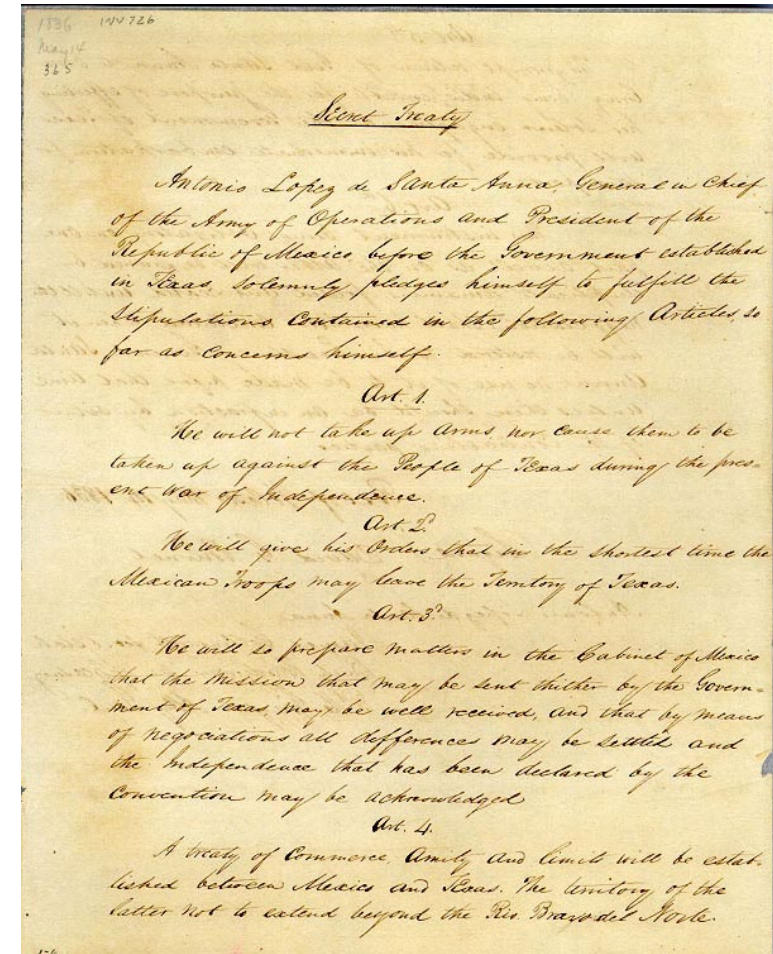 1836 INV 726
May 14
365
Secret Treaty
Antonio Lopez de Santa Anna, General in Chief
of the Army of Operations and President of the
Republic of Mexico, before the Government established
in Texas, solemnly pledges himself to fulfill the
Stipulations Contained in the following Articles, so
far as concerns himself.
Art. 1.
He will not take up arms, nor cause them to be
taken up against the People of Texas during the pres-
ent War of Independence.
Art. 2d.
He will give his Orders that in the shortest time the
Mexican Troops may leave the Territory of Texas.
Art. 3d.
He will so prepare matters in the Cabinet of Mexico
that the Mission that may be sent thither by the Govern-
ment of Texas, may be well received, and that by means
of negociations all differences may be settled and
the Independence that has been declared by the
Convention may be acknowledged
Art. 4.
A treaty of Commerce, Amity and limits will be estab-
lished between Mexico and Texas. The territory of the
latter not to extend beyond the Rio. Bravo del Norte.